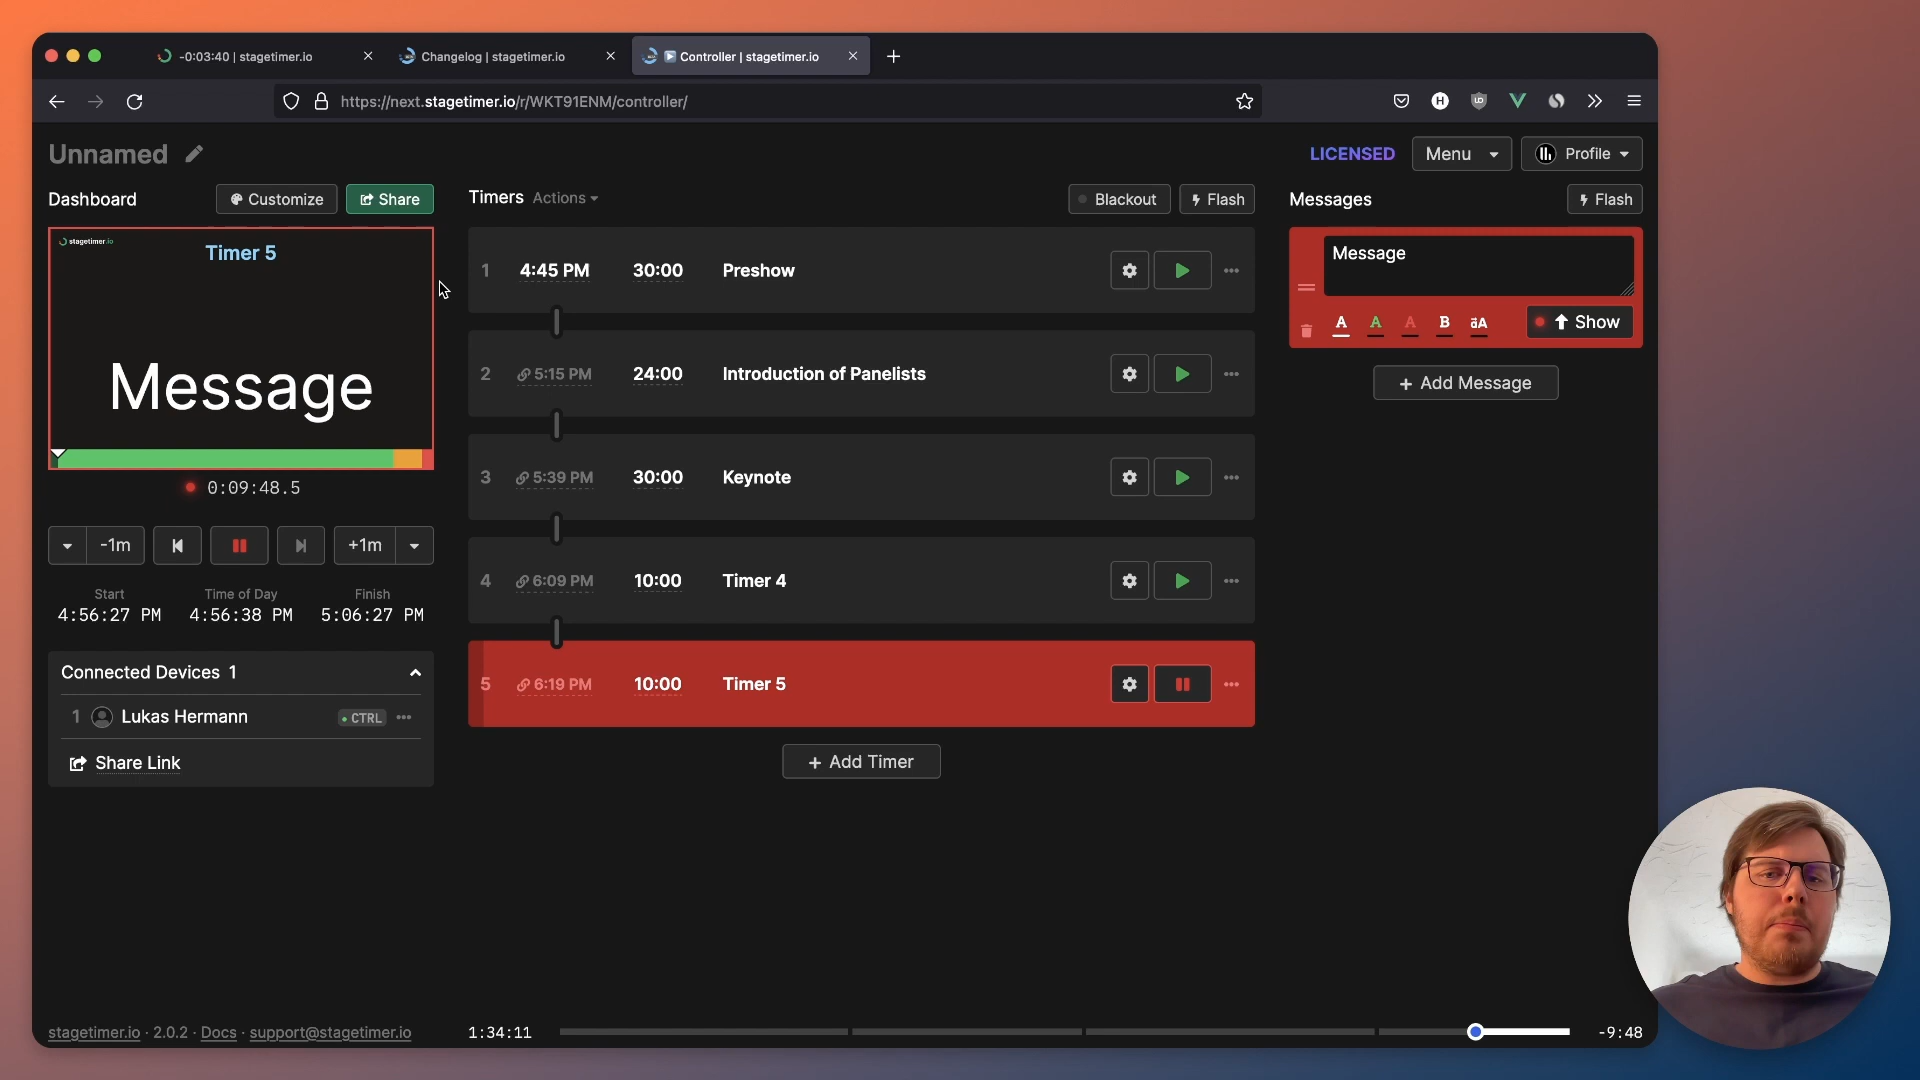 -0:03:40 | stagetimer.io
Changelog | stagetimer.io
Controller | stagetimer.io
https://next.stagetimer.io/r/WKT91ENM/controller/
Unnamed
LICENSED
Menu
Profile
Dashboard
Customize
Share
Timers
Actions
Blackout
Flash
Messages
Flash
stagetimer.io
Timer 5
Message
0:09:48.5
-1m
+1m
Start
Time of Day
Finish
4:56:27 PM
4:56:38 PM
5:06:27 PM
Connected Devices 1
1 Lukas Hermann
CTRL
Share Link
1 4:45 PM 30:00 Preshow
2 5:15 PM 24:00 Introduction of Panelists
3 5:39 PM 30:00 Keynote
4 6:09 PM 10:00 Timer 4
5 6:19 PM 10:00 Timer 5
+ Add Timer
Message
A A A B aA
Show
+ Add Message
stagetimer.io · 2.0.2 · Docs · support@stagetimer.io
1:34:11
-9:48